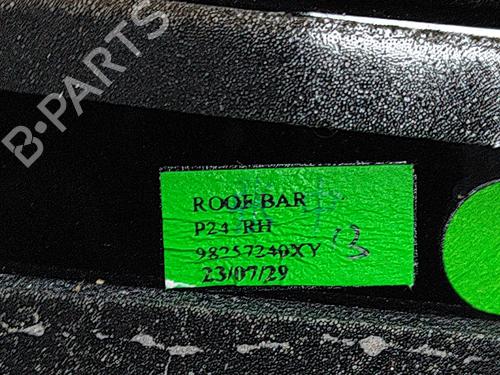 B-PARTS
ROOF BAR
P24 RH
98257240XY
23/07/29